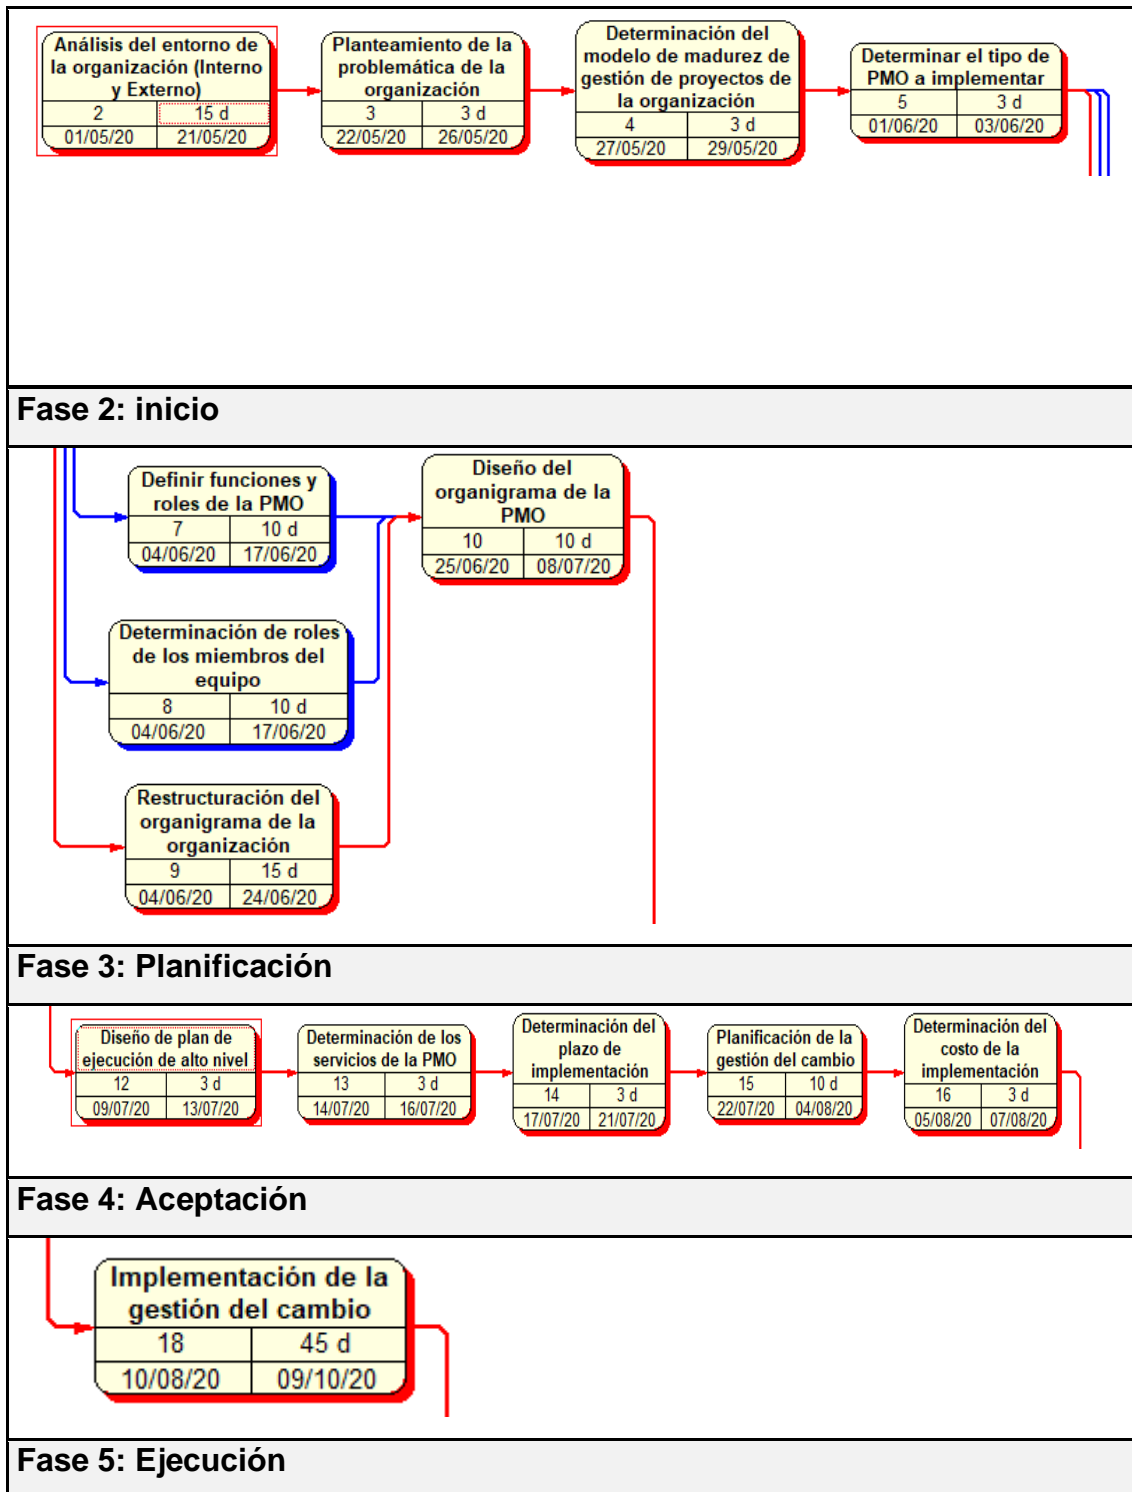 Análisis del entorno de
la organización (Interno
y Externo)
2 15 d
01/05/20 21/05/20
Planteamiento de la
problemática de la
organización
3 3 d
22/05/20 26/05/20
Determinación del
modelo de madurez de
gestión de proyectos de
la organización
4 3 d
27/05/20 29/05/20
Determinar el tipo de
PMO a implementar
5 3 d
01/06/20 03/06/20
Fase 2: inicio
Definir funciones y
roles de la PMO
7 10 d
04/06/20 17/06/20
Diseño del
organigrama de la
PMO
10 10 d
25/06/20 08/07/20
Determinación de roles
de los miembros del
equipo
8 10 d
04/06/20 17/06/20
Restructuración del
organigrama de la
organización
9 15 d
04/06/20 24/06/20
Fase 3: Planificación
Diseño de plan de
ejecución de alto nivel
12 3 d
09/07/20 13/07/20
Determinación de los
servicios de la PMO
13 3 d
14/07/20 16/07/20
Determinación del
plazo de
implementación
14 3 d
17/07/20 21/07/20
Planificación de la
gestión del cambio
15 10 d
22/07/20 04/08/20
Determinación del
costo de la
implementación
16 3 d
05/08/20 07/08/20
Fase 4: Aceptación
Implementación de la
gestión del cambio
18 45 d
10/08/20 09/10/20
Fase 5: Ejecución